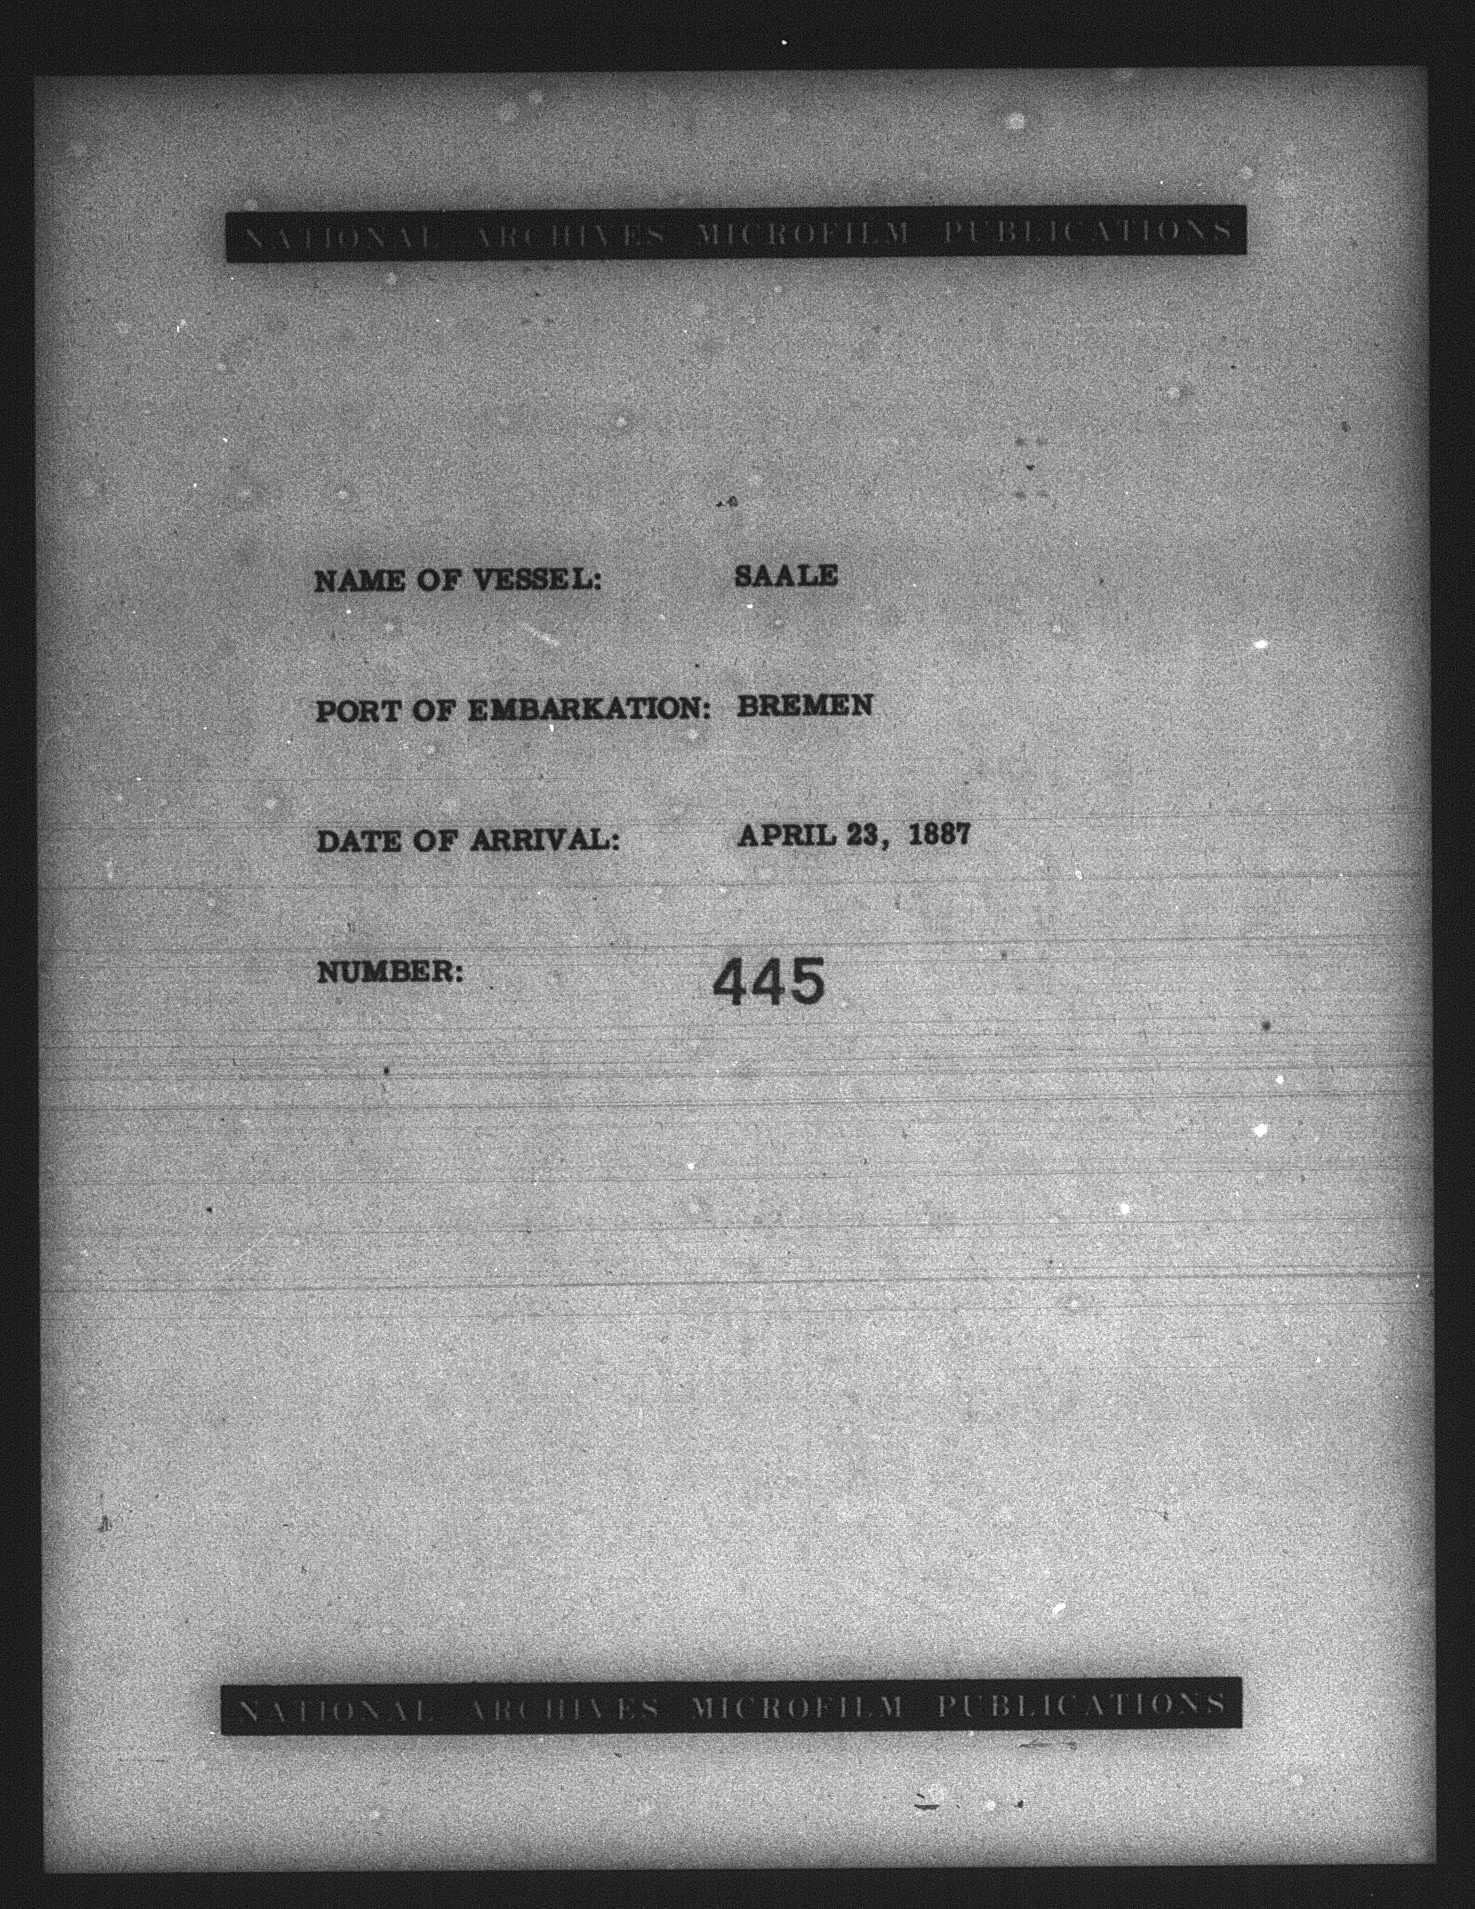 NATIONAL ARCHIVES MICROFILM PUBLICATIONS
NAME OF VESSEL: SAALE
PORT OF EMBARKATION: BREMEN
DATE OF ARRIVAL: APRIL 23, 1887
NUMBER: 445
NATIONAL ARCHIVES MICROFILM PUBLICATIONS